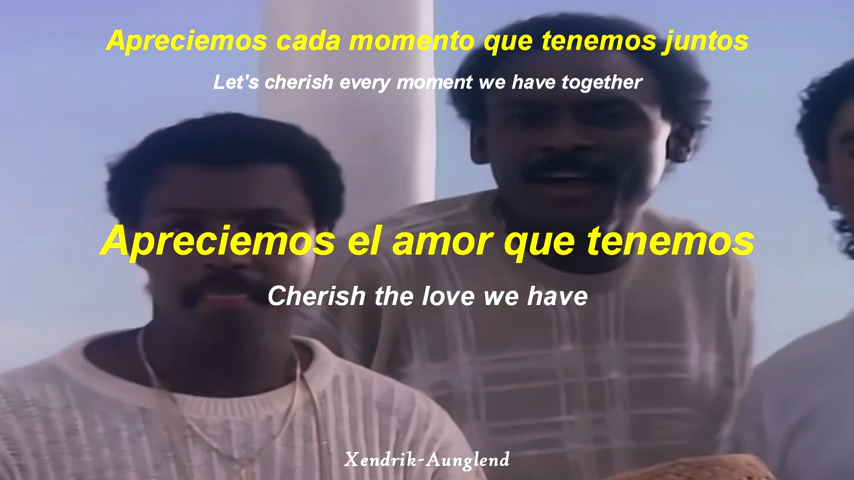 Apreciemos cada momento que tenemos juntos
Let's cherish every moment we have together
Apreciemos el amor que tenemos
Cherish the love we have
Xendrik-Aunglend